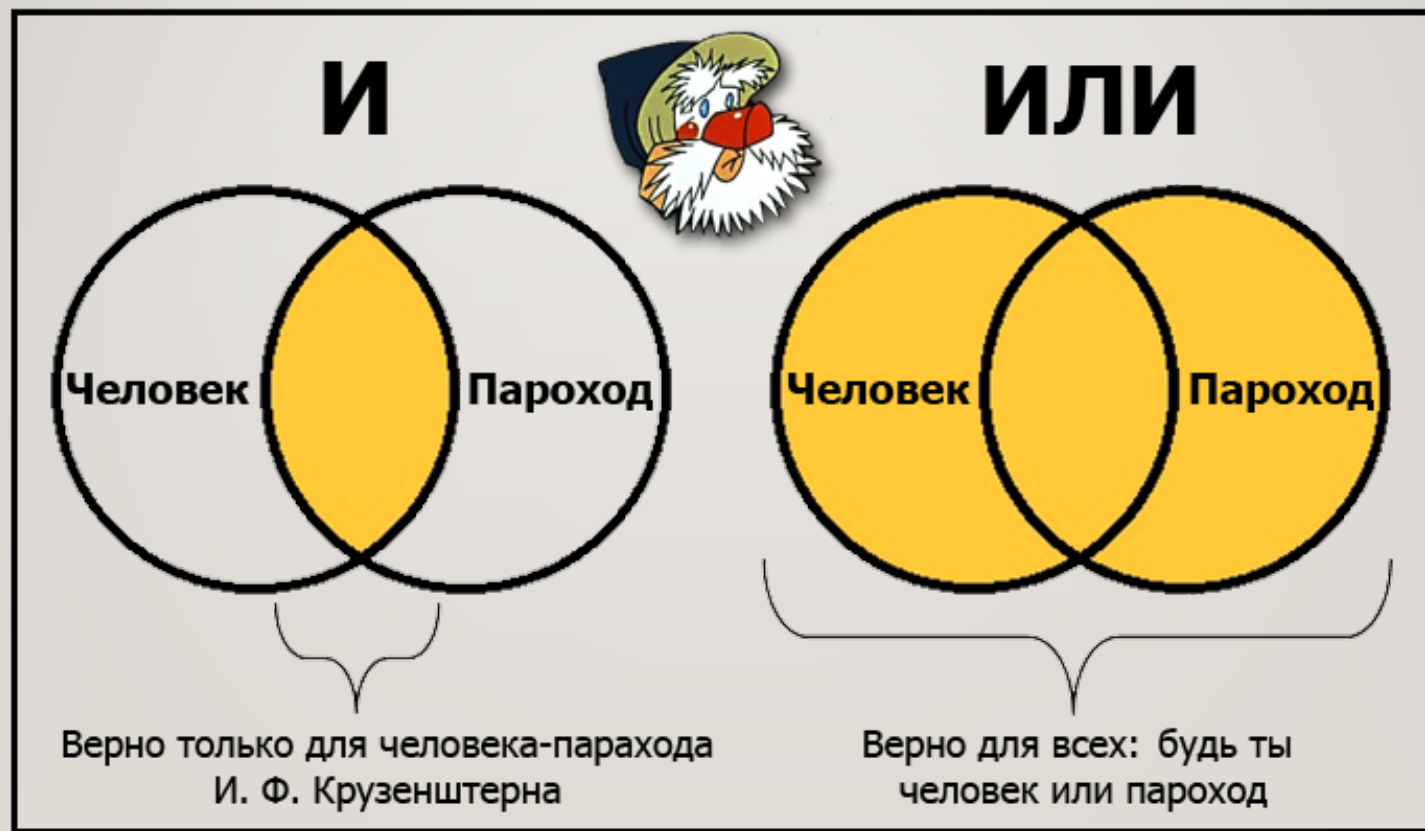 И
ИЛИ
Человек
Пароход
Человек
Пароход
Верно только для человека-парахода
И. Ф. Крузенштерна
Верно для всех: будь ты
человек или пароход